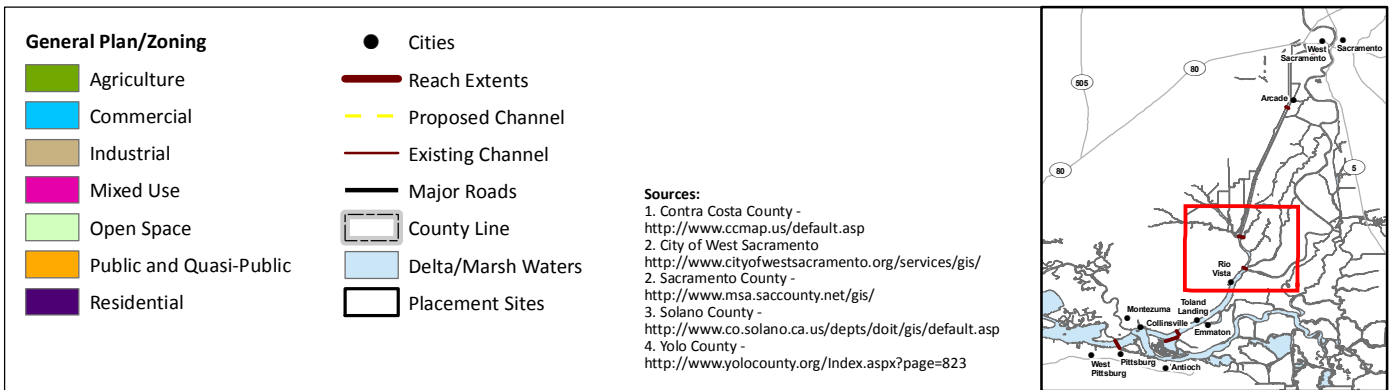 General Plan/Zoning
Agriculture
Commercial
Industrial
Mixed Use
Open Space
Public and Quasi-Public
Residential
Cities
Reach Extents
Proposed Channel
Existing Channel
Major Roads
County Line
Delta/Marsh Waters
Placement Sites
Sources:
1. Contra Costa County -
http://www.ccmap.us/default.asp
2. City of West Sacramento
http://www.cityofwestsacramento.org/services/gis/
2. Sacramento County -
http://www.msa.saccounty.net/gis/
3. Solano County -
http://www.co.solano.ca.us/depts/doit/gis/default.asp
4. Yolo County -
http://www.yolocounty.org/Index.aspx?page=823
West
Sacramento
Sacramento
80
505
Arcade
5
80
Rio
Vista
Montezuma
Toland
Landing
Collinsville
Emmaton
West
Pittsburg
Pittsburg
Antioch